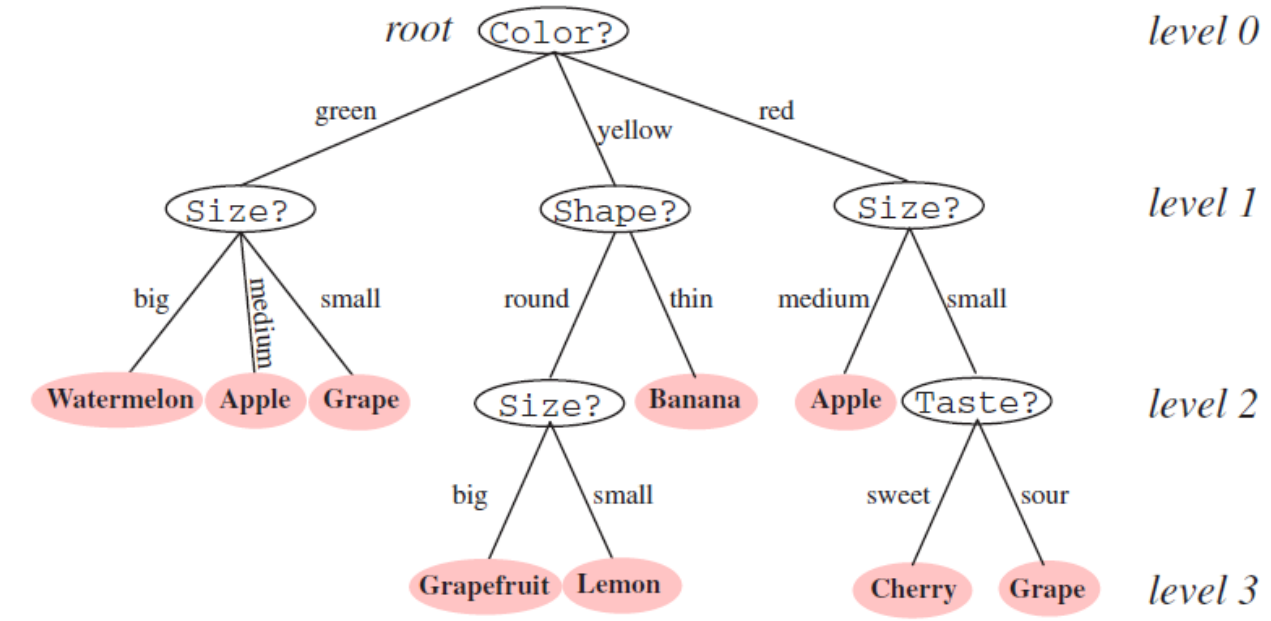 root Color? level 0
green yellow red
Size? Shape? Size? level 1
big medium small round thin medium small
Watermelon Apple Grape Size? Banana Apple Taste? level 2
big small sweet sour
Grapefruit Lemon Cherry Grape level 3